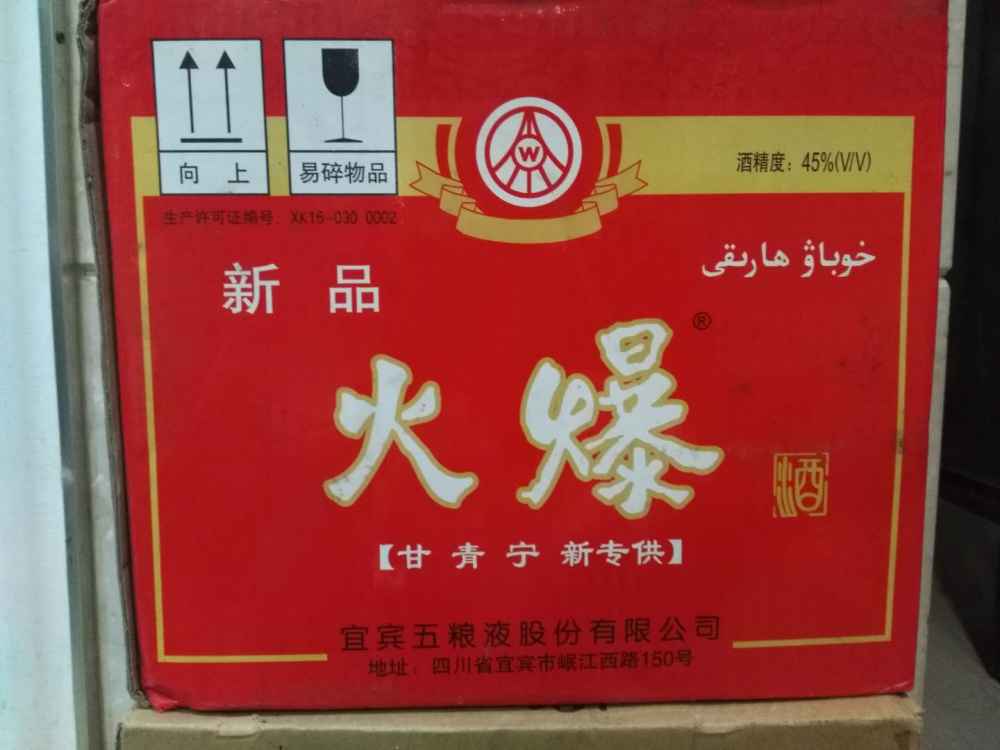 向 上
易碎物品
W
酒精度：45%(V/V)
生产许可证编号：XK16-030 0002
新 品
خوباۋ هارىقى
火爆®
酒
【甘 青 宁 新专供】
宜宾五粮液股份有限公司
地址：四川省宜宾市岷江西路150号